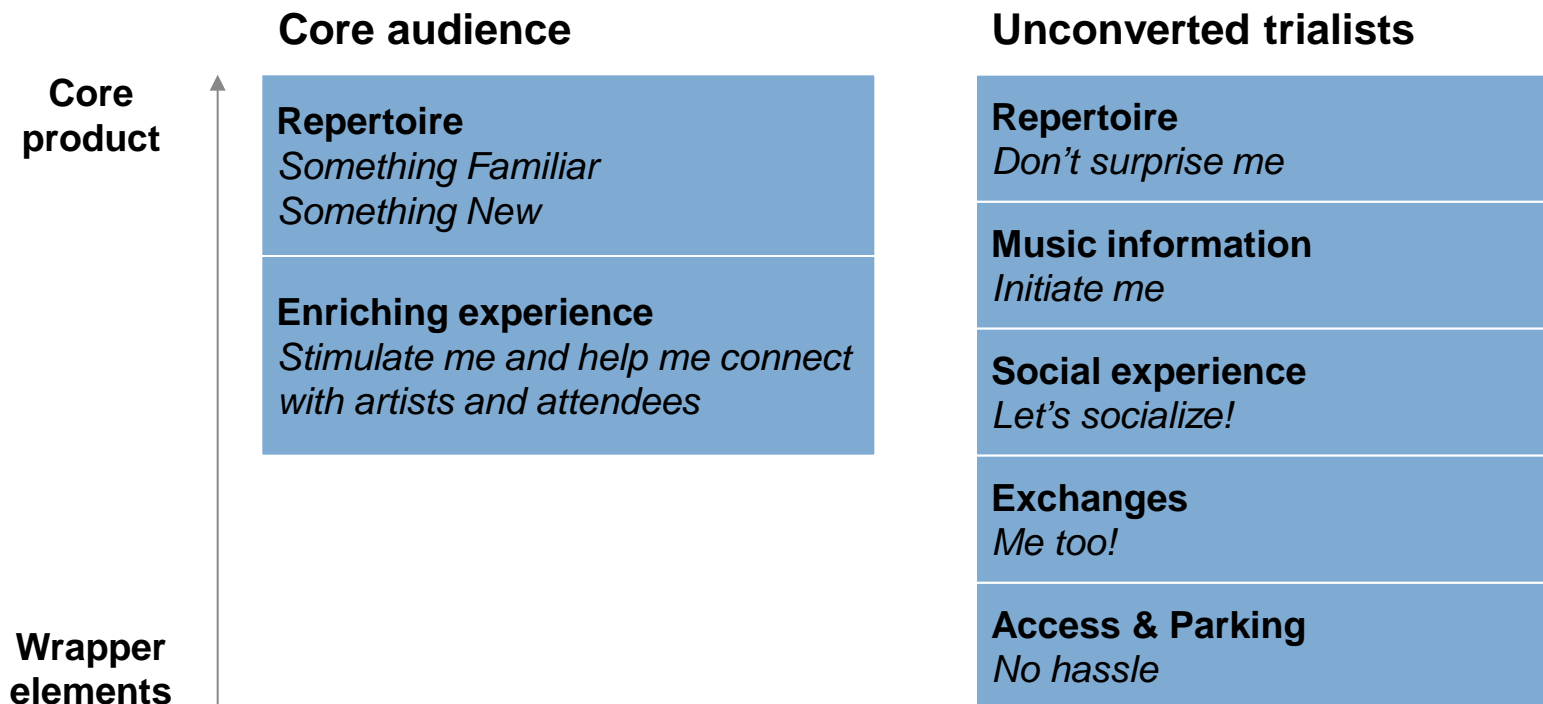 Core audience
Unconverted trialists
Core
product
Repertoire
Something Familiar
Something New
Enriching experience
Stimulate me and help me connect
with artists and attendees
Repertoire
Don’t surprise me
Music information
Initiate me
Social experience
Let’s socialize!
Exchanges
Me too!
Access & Parking
No hassle
Wrapper
elements